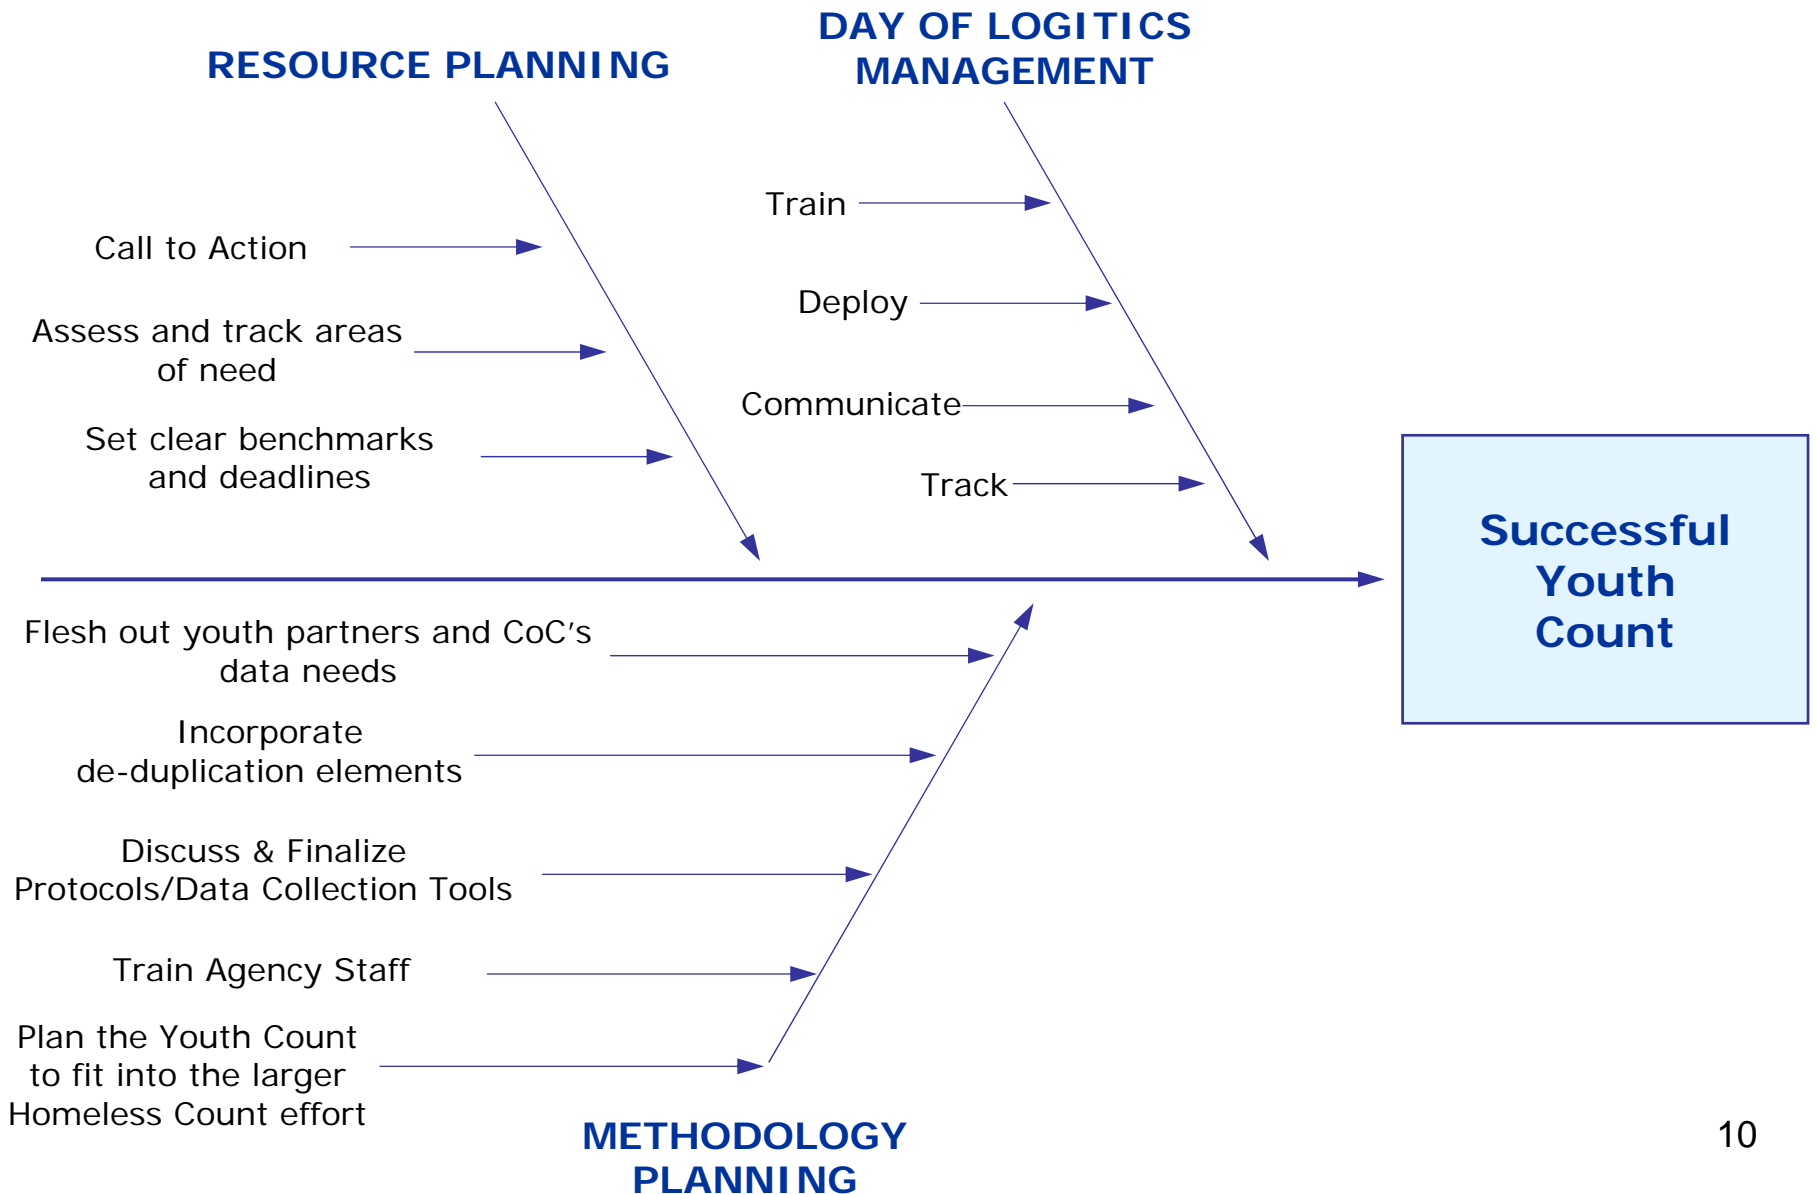 RESOURCE PLANNING
DAY OF LOGITICS
MANAGEMENT
Call to Action
Assess and track areas
of need
Set clear benchmarks
and deadlines
Train
Deploy
Communicate
Track
Successful
Youth
Count
Flesh out youth partners and CoC’s
data needs
Incorporate
de-duplication elements
Discuss & Finalize
Protocols/Data Collection Tools
Train Agency Staff
Plan the Youth Count
to fit into the larger
Homeless Count effort
METHODOLOGY
PLANNING
10